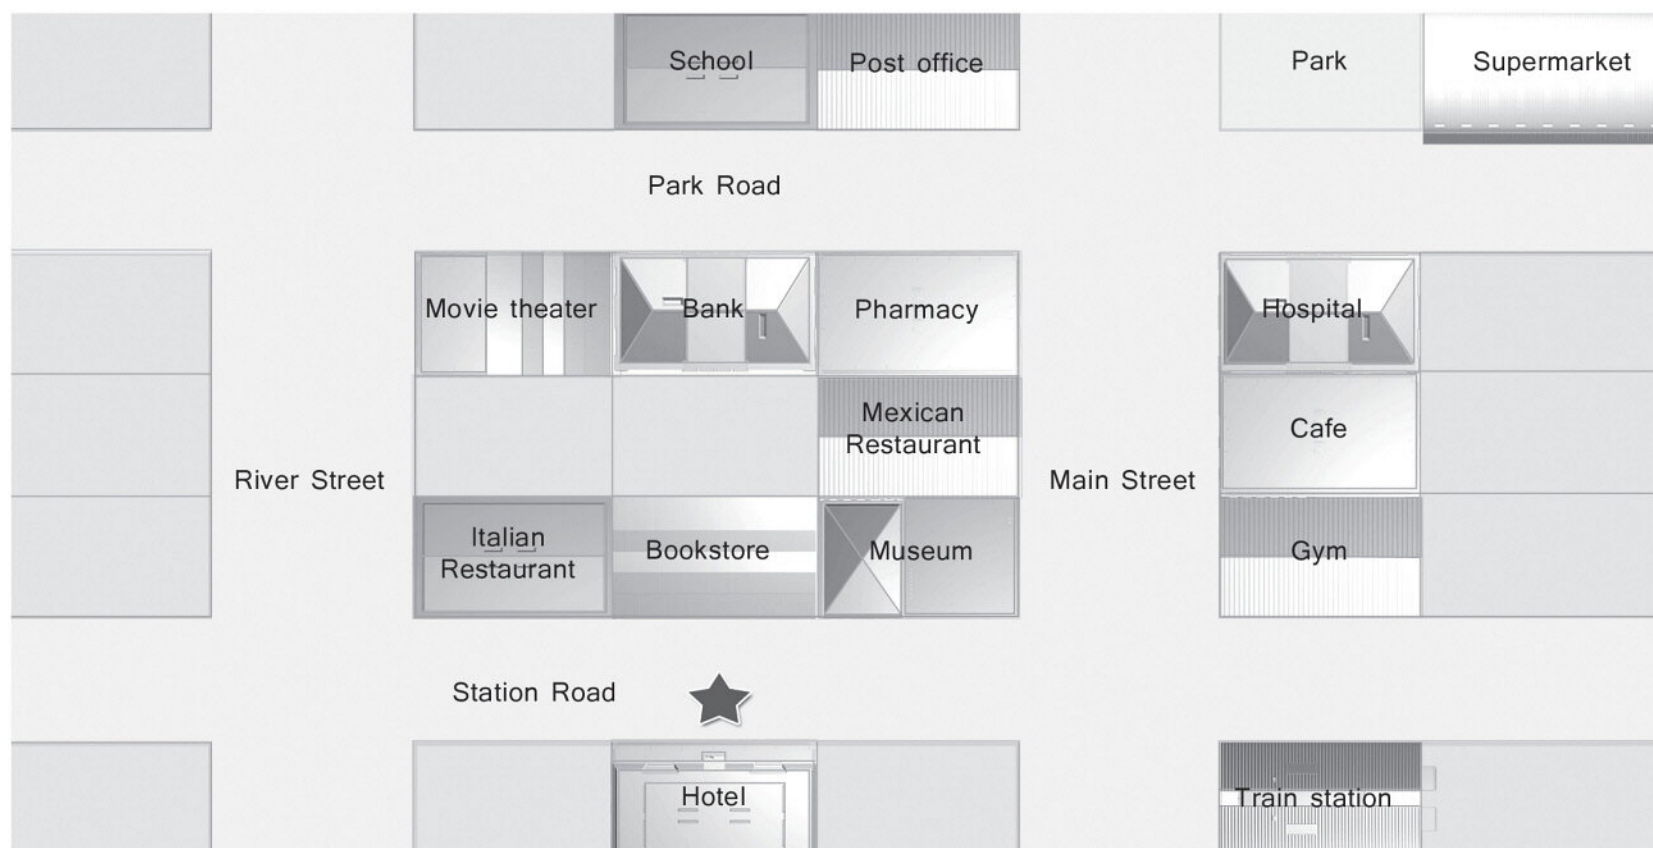 School
Post office
Park
Supermarket
Park Road
Movie theater
Bank
Pharmacy
Hospital
Mexican
Restaurant
Cafe
River Street
Main Street
Italian
Restaurant
Bookstore
Museum
Gym
Station Road
Hotel
Train station